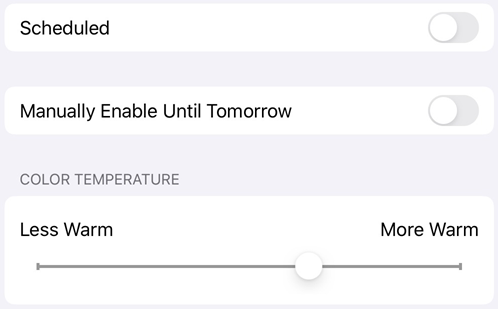 Scheduled
Manually Enable Until Tomorrow
COLOR TEMPERATURE
Less Warm More Warm